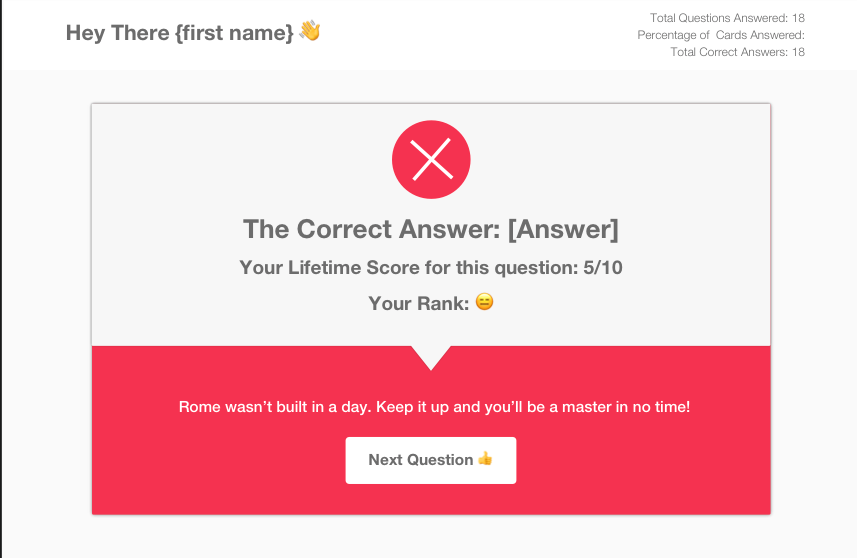 Hey There {first name} 👋
Total Questions Answered: 18
Percentage of  Cards Answered:
Total Correct Answers: 18
The Correct Answer: [Answer]
Your Lifetime Score for this question: 5/10
Your Rank: 😑
Rome wasn’t built in a day. Keep it up and you’ll be a master in no time!
Next Question 👍